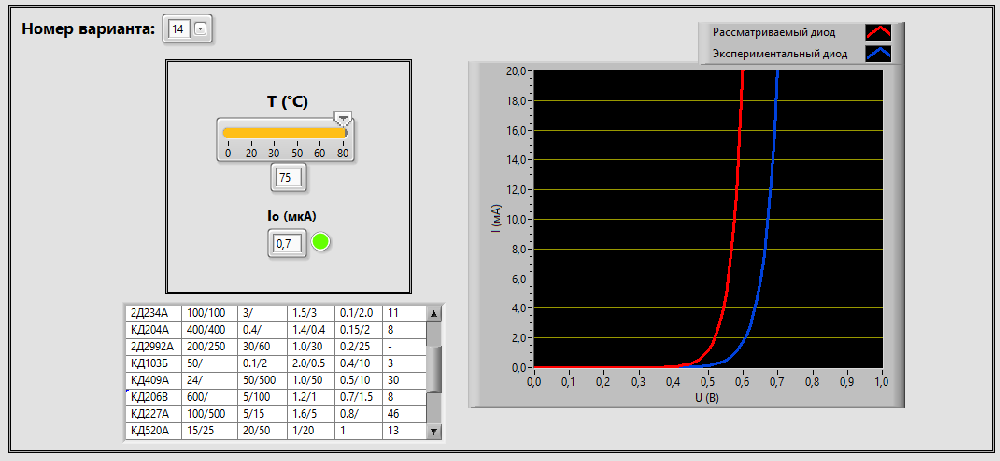 Номер варианта: 14
T (°C)
0 20 30 50 60 80
75
Io (мкА)
0,7
2Д234А 100/100 3/ 1.5/3 0.1/2.0 11
КД204А 400/400 0.4/ 1.4/0.4 0.15/2 8
2Д2992А 200/250 30/60 1.0/30 0.2/25 -
КД103Б 50/ 0.1/2 2.0/0.5 0.4/10 3
КД409А 24/ 50/500 1.0/50 0.5/10 30
КД206В 600/ 5/100 1.2/1 0.7/1.5 8
КД227А 100/500 5/15 1.6/5 0.8/ 46
КД520А 15/25 20/50 1/20 1 13
Рассматриваемый диод
Экспериментальный диод
20,0
18,0
16,0
14,0
12,0
10,0
8,0
6,0
4,0
2,0
0,0
I (мА)
0,0 0,1 0,2 0,3 0,4 0,5 0,6 0,7 0,8 0,9 1,0
U (В)